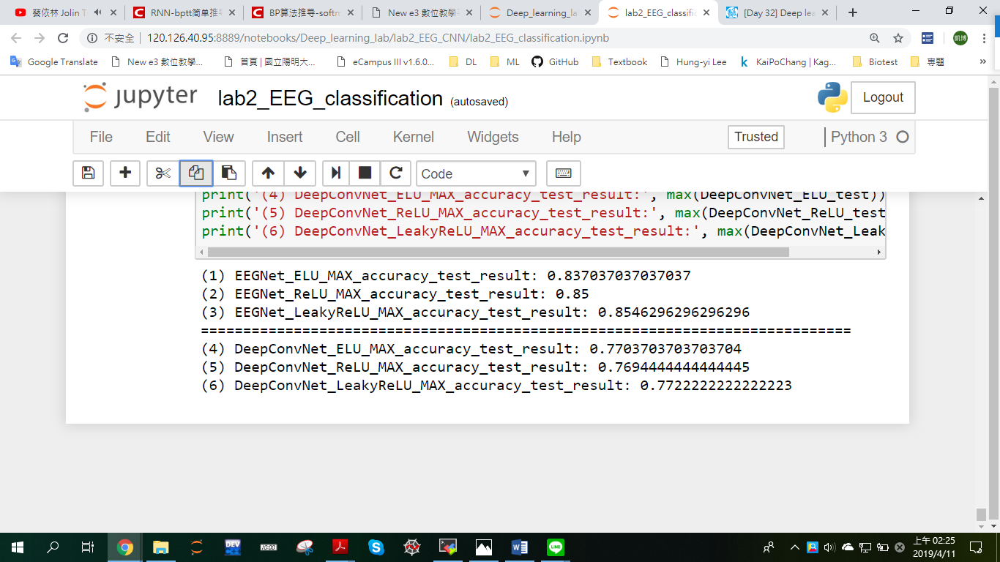 蔡依林 Jolin T
RNN-bptt简单推
BP算法推导-softm
New e3 數位教學
Deep_learning_la
lab2_EEG_classific
[Day 32] Deep lea
不安全 | 120.126.40.95:8889/notebooks/Deep_learning_lab/lab2_EEG_CNN/lab2_EEG_classification.ipynb
凱博
Google Translate
New e3 數位教學...
首頁 | 國立陽明大...
eCampus III v1.6.0...
DL
ML
GitHub
Textbook
Hung-yi Lee
KaiPoChang | Kag...
Biotest
專題
»
jupyter lab2_EEG_classification (autosaved)
Logout
File Edit View Insert Cell Kernel Widgets Help
Trusted
Python 3
Code
print('(4) DeepConvNet_ELU_MAX_accuracy_test_result:', max(DeepConvNet_ELU_test))
print('(5) DeepConvNet_ReLU_MAX_accuracy_test_result:', max(DeepConvNet_ReLU_test
print('(6) DeepConvNet_LeakyReLU_MAX_accuracy_test_result:', max(DeepConvNet_Leak
(1) EEGNet_ELU_MAX_accuracy_test_result: 0.837037037037037
(2) EEGNet_ReLU_MAX_accuracy_test_result: 0.85
(3) EEGNet_LeakyReLU_MAX_accuracy_test_result: 0.8546296296296296
=============================================================================
(4) DeepConvNet_ELU_MAX_accuracy_test_result: 0.7703703703703704
(5) DeepConvNet_ReLU_MAX_accuracy_test_result: 0.7694444444444445
(6) DeepConvNet_LeakyReLU_MAX_accuracy_test_result: 0.7722222222222223
DEV
LINE
上午 02:25
2019/4/11